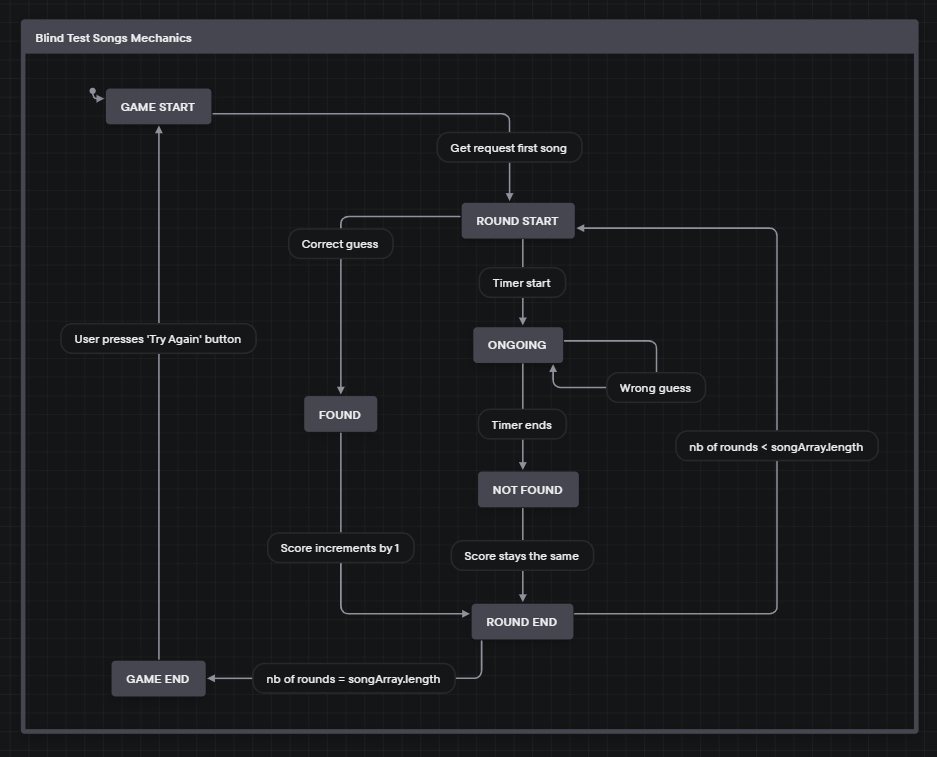 Blind Test Songs Mechanics
GAME START
Get request first song
ROUND START
Correct guess
Timer start
User presses 'Try Again' button
ONGOING
Wrong guess
FOUND
Timer ends
nb of rounds < songArray.length
NOT FOUND
Score increments by 1
Score stays the same
ROUND END
GAME END
nb of rounds = songArray.length